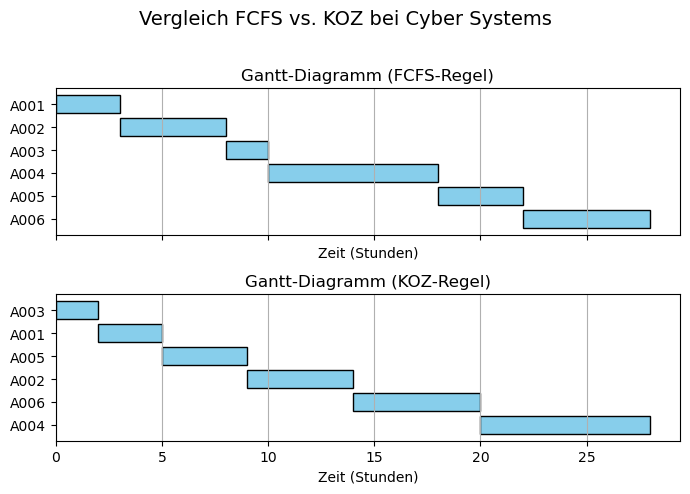 Vergleich FCFS vs. KOZ bei Cyber Systems
Gantt-Diagramm (FCFS-Regel)
A001
A002
A003
A004
A005
A006
Zeit (Stunden)
Gantt-Diagramm (KOZ-Regel)
A003
A001
A005
A002
A006
A004
0 5 10 15 20 25
Zeit (Stunden)